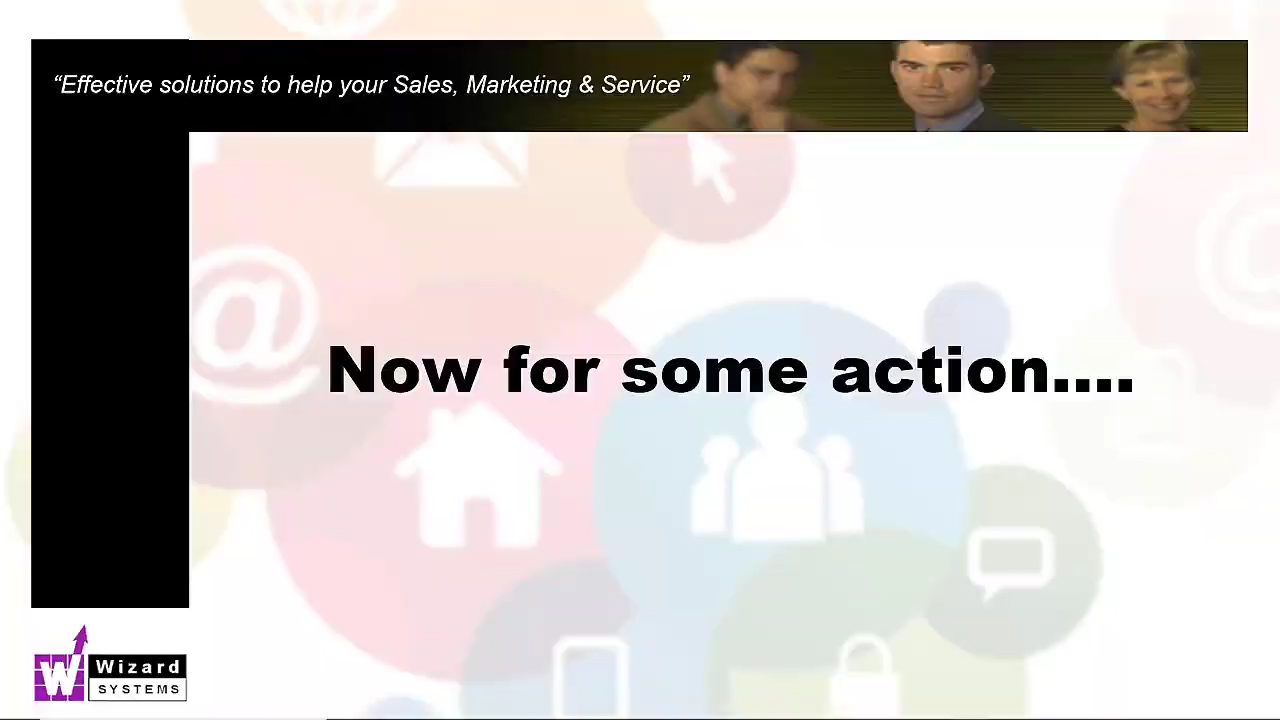 “Effective solutions to help your Sales, Marketing & Service”
Now for some action....
W Wizard
SYSTEMS